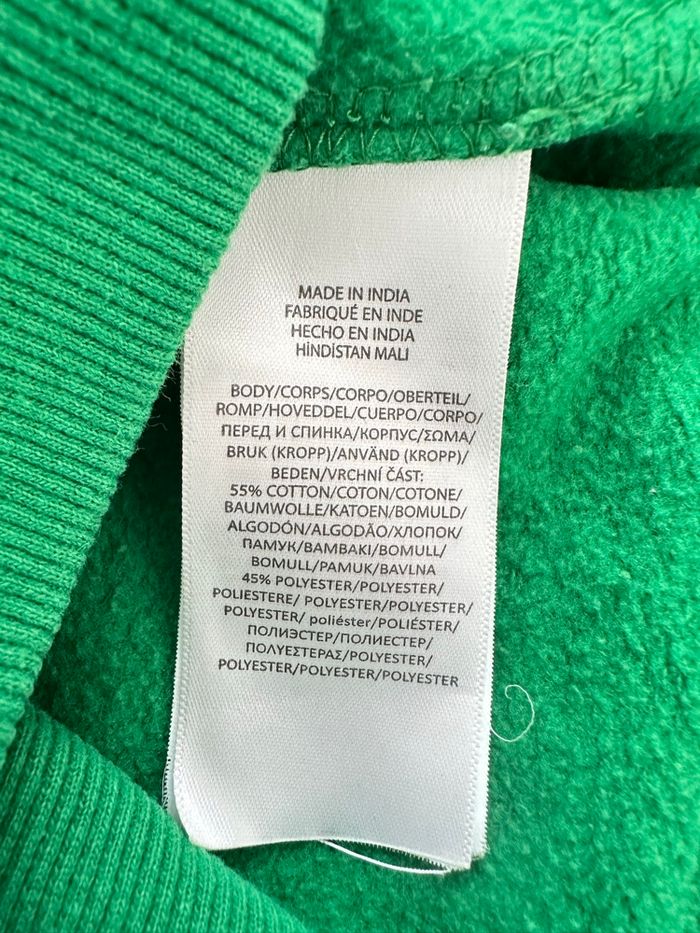 MADE IN INDIA
FABRIQUÉ EN INDE
HECHO EN INDIA
HİNDİSTAN MALI
BODY/CORPS/CORPO/OBERTEIL/
ROMP/HOVEDDEL/CUERPO/CORPO/
ПЕРЕД И СПИНКА/КОРПУС/ΣΩΜΑ/
BRUK (KROPP)/ANVÄND (KROPP)/
BEDEN/VRCHNÍ ČÁST:
55% COTTON/COTON/COTONE/
BAUMWOLLE/KATOEN/BOMULD/
ALGODÓN/ALGODÃO/ХЛОПОК/
ПАМУК/BAMBAKI/BOMULL/
BOMULL/PAMUK/BAVLNA
45% POLYESTER/POLYESTER/
POLIESTERE/ POLYESTER/POLYESTER/
POLYESTER/ poliéster/POLIÉSTER/
ПОЛИЭСТЕР/ПОЛИЕСТЕР/
ΠΟΛΥΕΣΤΕΡΑΣ/POLYESTER/
POLYESTER/POLYESTER/POLYESTER